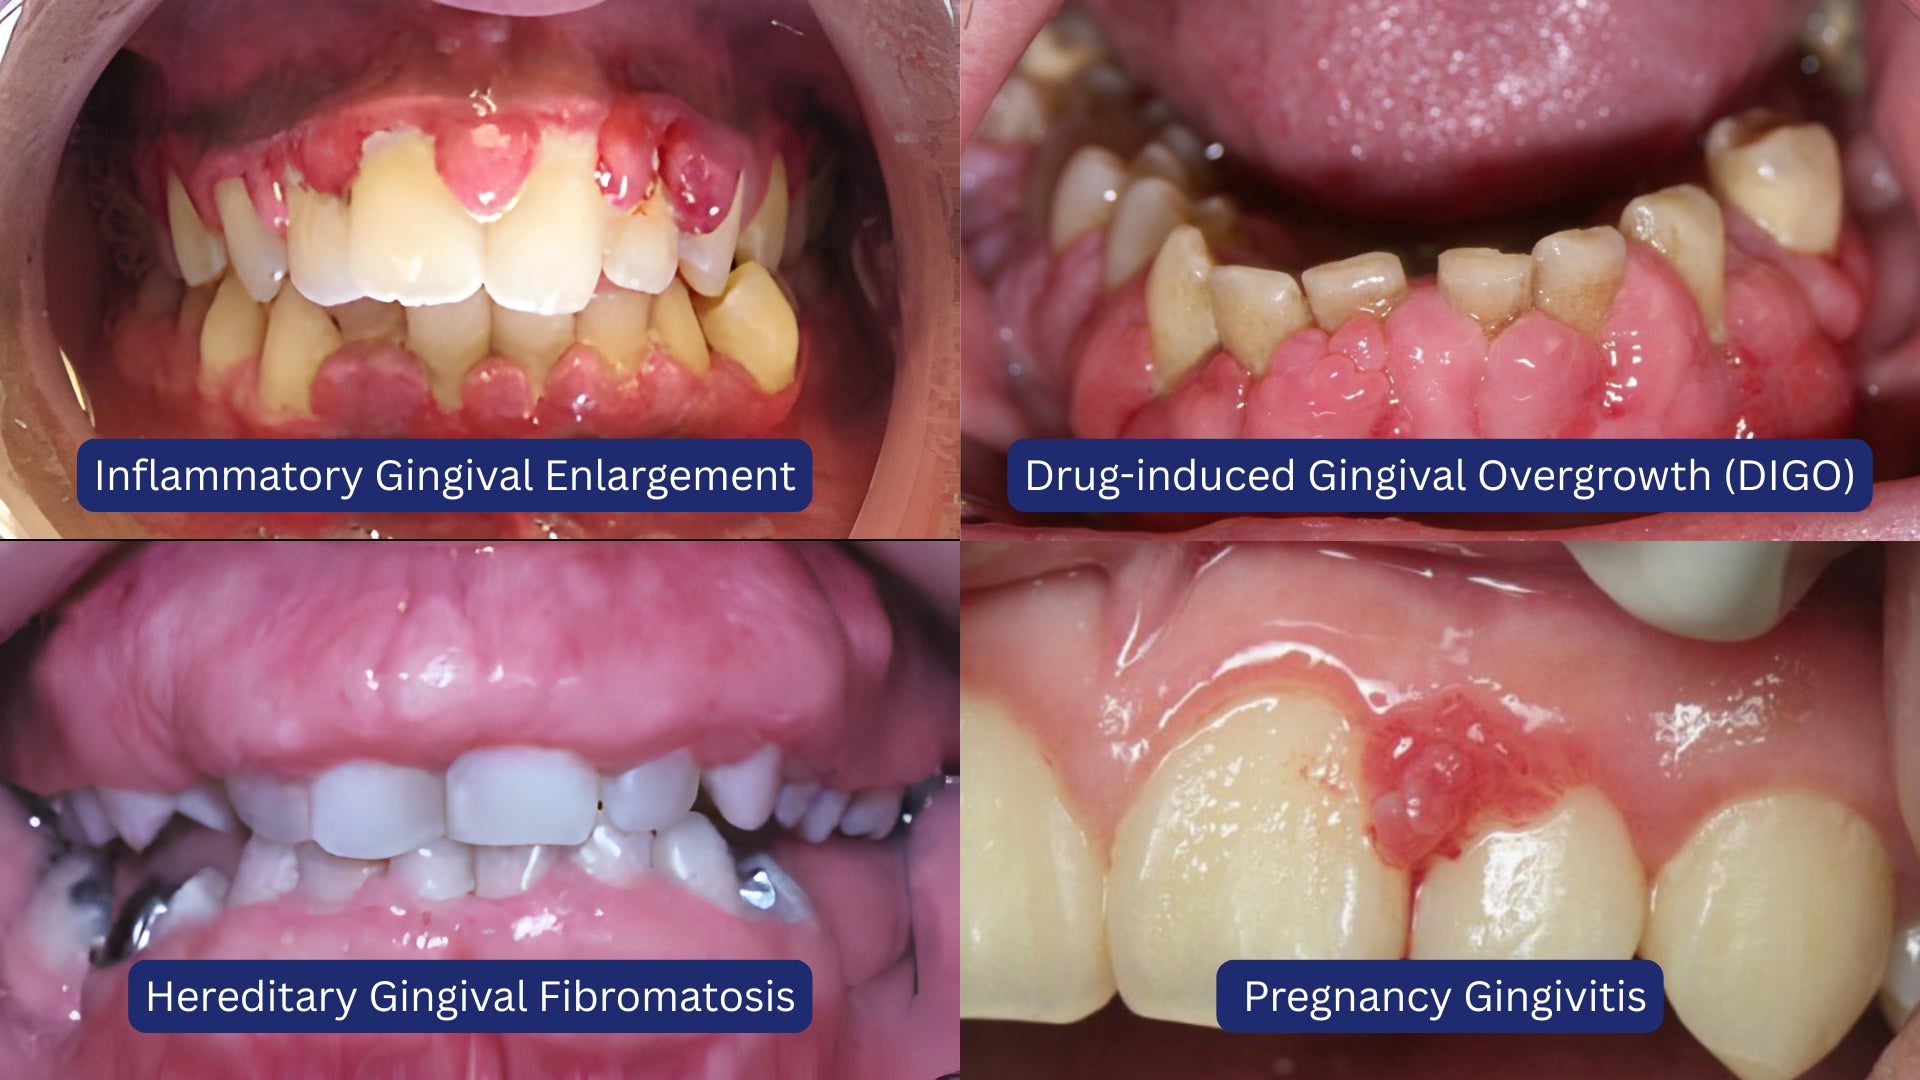 Inflammatory Gingival Enlargement
Drug-induced Gingival Overgrowth (DIGO)
Hereditary Gingival Fibromatosis
Pregnancy Gingivitis